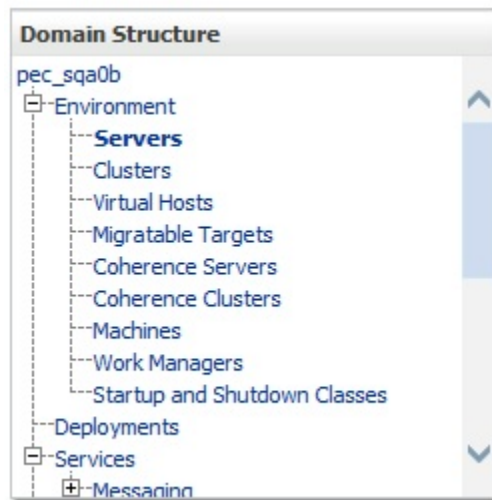 Domain Structure
pec_sqa0b
Environment
Servers
Clusters
Virtual Hosts
Migratable Targets
Coherence Servers
Coherence Clusters
Machines
Work Managers
Startup and Shutdown Classes
Deployments
Services
Messaging